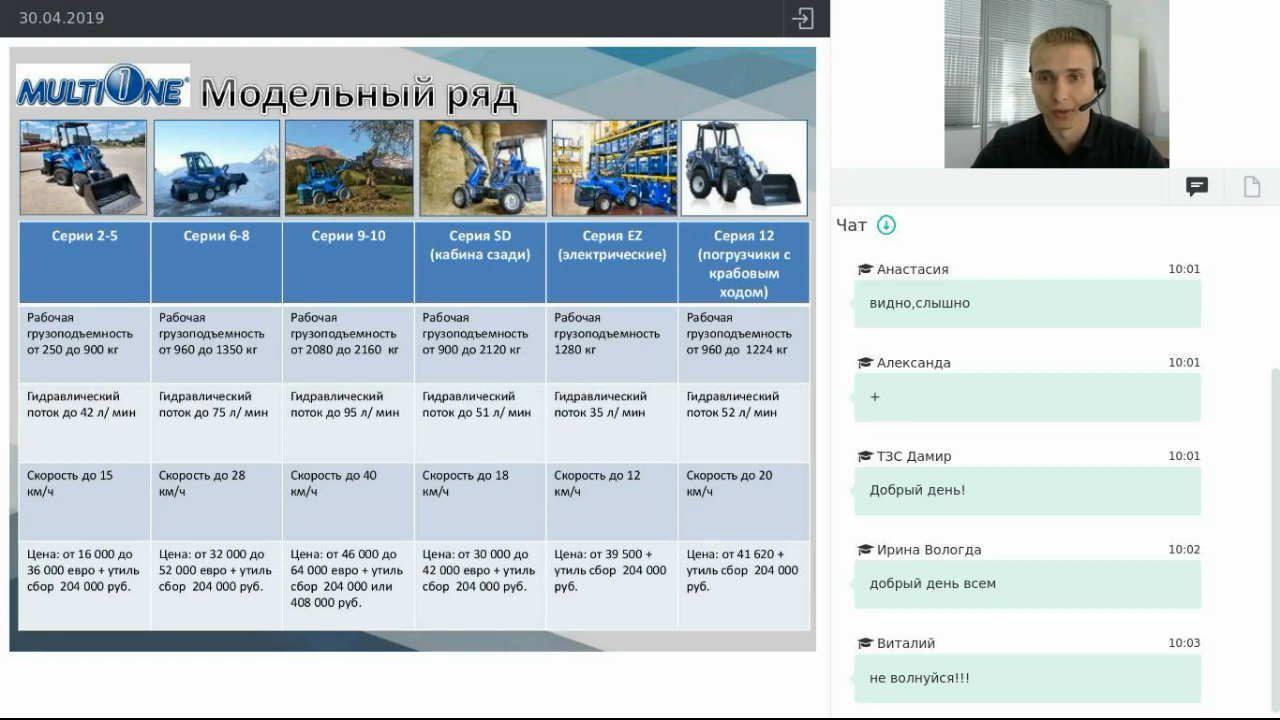 30.04.2019
MULTIONE
Модельный ряд
Серии 2-5
Серии 6-8
Серии 9-10
Серия SD
(кабина сзади)
Серия EZ
(электрические)
Серия 12
(погрузчики с
крабовым
ходом)
Рабочая
грузоподъемность
от 250 до 900 кг
Рабочая
грузоподъемность
от 960 до 1350 кг
Рабочая
грузоподъемность
от 2080 до 2160 кг
Рабочая
грузоподъемность
от 900 до 2120 кг
Рабочая
грузоподъемность
1280 кг
Рабочая
грузоподъемность
от 960 до 1224 кг
Гидравлический
поток до 42 л/ мин
Гидравлический
поток до 75 л/ мин
Гидравлический
поток до 95 л/ мин
Гидравлический
поток до 51 л/ мин
Гидравлический
поток 35 л/ мин
Гидравлический
поток 52 л/ мин
Скорость до 15
км/ч
Скорость до 28
км/ч
Скорость до 40
км/ч
Скорость до 18
км/ч
Скорость до 12
км/ч
Скорость до 20
км/ч
Цена: от 16 000 до
36 000 евро + утиль
сбор 204 000 руб.
Цена: от 32 000 до
52 000 евро + утиль
сбор 204 000 руб.
Цена: от 46 000 до
64 000 евро + утиль
сбор 204 000 или
408 000 руб.
Цена: от 30 000 до
42 000 евро + утиль
сбор 204 000 руб.
Цена: от 39 500 +
утиль сбор 204 000
руб.
Цена: от 41 620 +
утиль сбор 204 000
руб.
Чат
Анастасия 10:01
видно,слышно
Александа 10:01
+
ТЗС Дамир 10:01
Добрый день!
Ирина Вологда 10:02
добрый день всем
Виталий 10:03
не волнуйся!!!